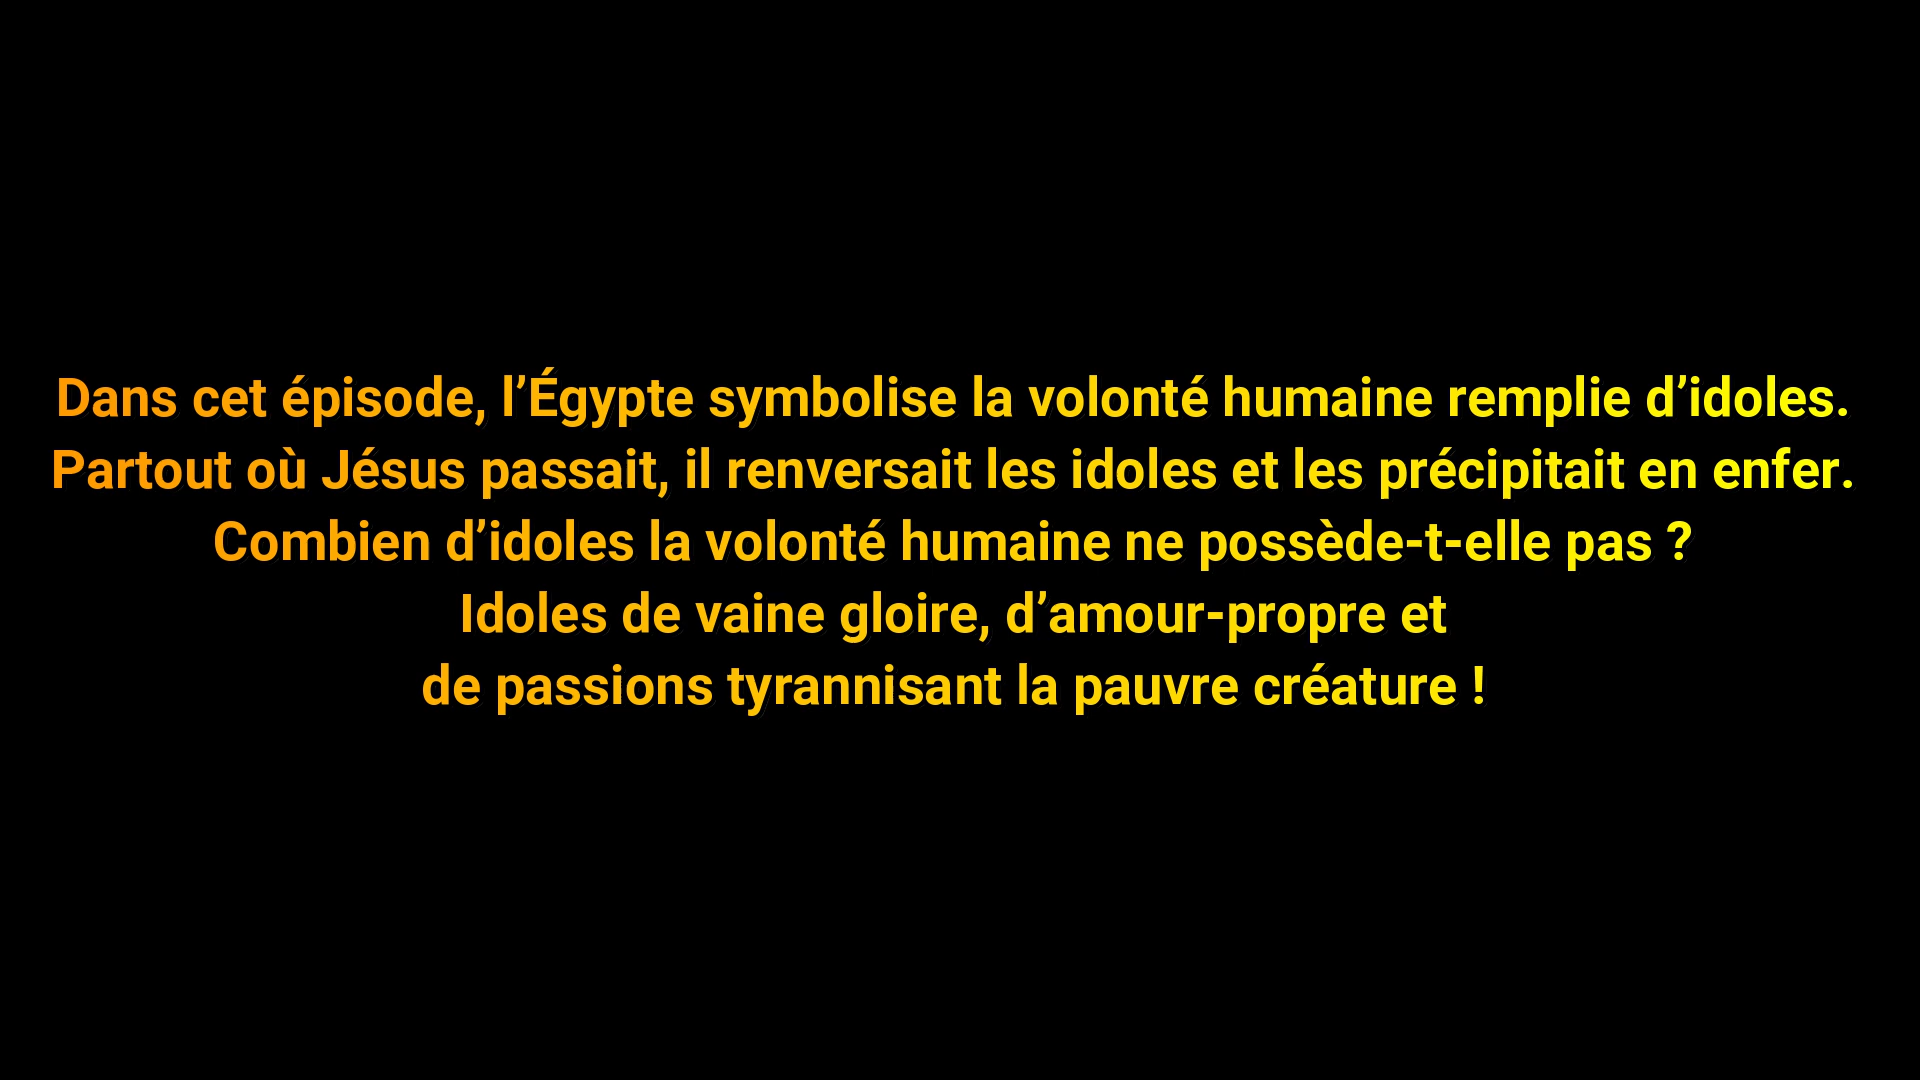 Dans cet épisode, l’Égypte symbolise la volonté humaine remplie d’idoles.
Partout où Jésus passait, il renversait les idoles et les précipitait en enfer.
Combien d’idoles la volonté humaine ne possède-t-elle pas ?
Idoles de vaine gloire, d’amour-propre et
de passions tyrannisant la pauvre créature !